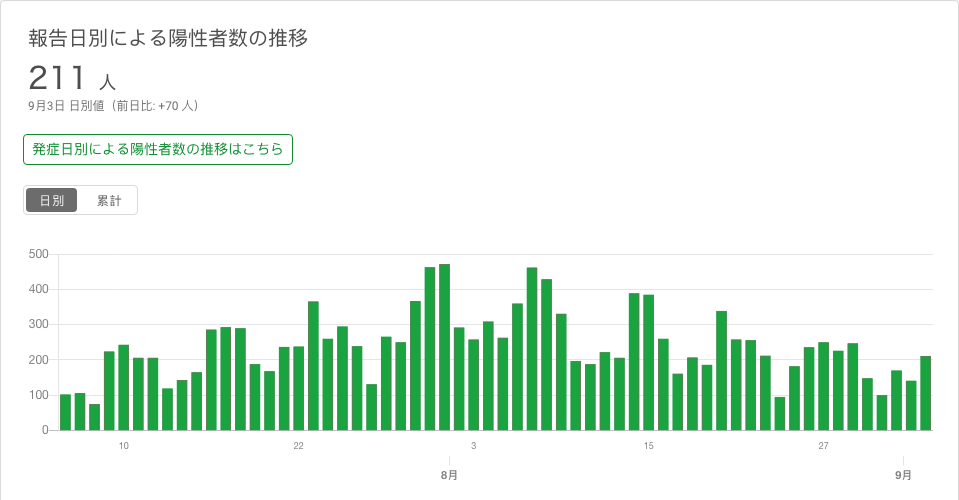 報告日別による陽性者数の推移
211 人
9月3日 日別値（前日比: +70 人）
発症日別による陽性者数の推移はこちら
日別 累計
500
400
300
200
100
0
10 22 3 15 27
8月 9月